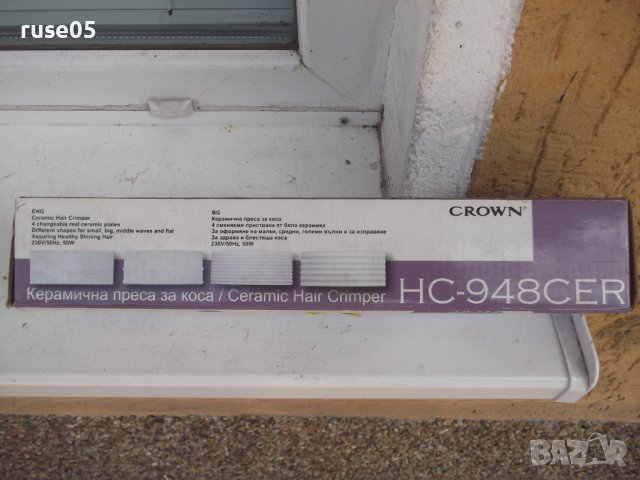 ruse05
ENG
Ceramic Hair Crimper
4 changeable real ceramic plates
Different shapes for small, big, middle waves and flat
Assuring Healthy Shining Hair
230V/50Hz, 50W
BG
Керамична преса за коса
4 сменяеми приставки от бяла керамика
За оформяне на малки, средни, големи вълни и за изправяне
За здрава и блестяща коса
230V/50Hz, 50W
CROWN
Керамична преса за коса / Ceramic Hair Crimper
HC-948CER
BAZAR